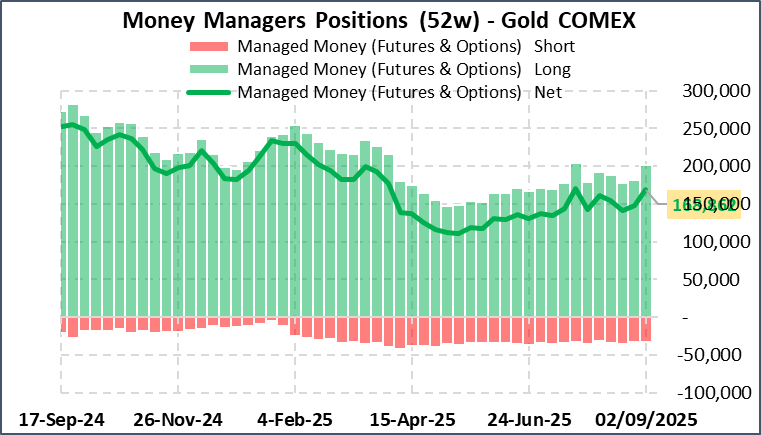 Money Managers Positions (52w) - Gold COMEX
Managed Money (Futures & Options) Short
Managed Money (Futures & Options) Long
Managed Money (Futures & Options) Net
300,000
250,000
200,000
150,000
100,000
50,000
-
-50,000
-100,000
17-Sep-24
26-Nov-24
4-Feb-25
15-Apr-25
24-Jun-25
02/09/2025